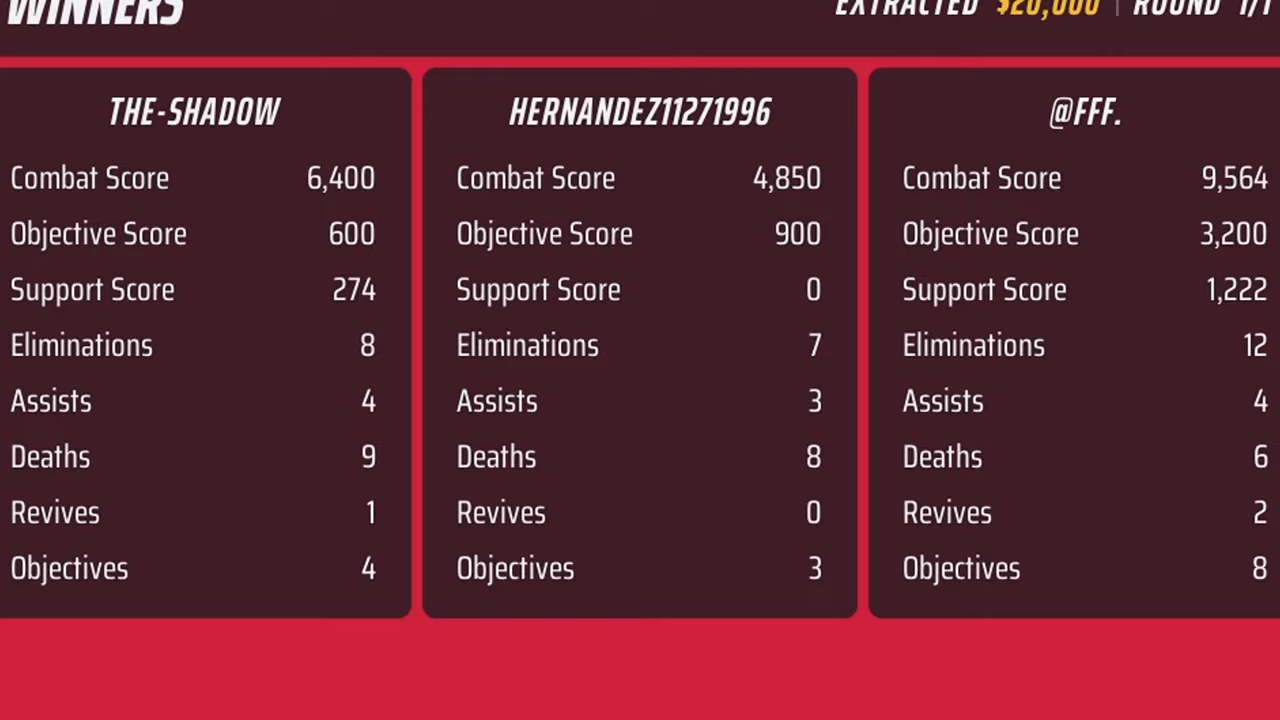 WINNERS EXTRACTED $20,000 | ROUND 1/1
THE-SHADOW
Combat Score 6,400
Objective Score 600
Support Score 274
Eliminations 8
Assists 4
Deaths 9
Revives 1
Objectives 4
HERNANDEZ11271996
Combat Score 4,850
Objective Score 900
Support Score 0
Eliminations 7
Assists 3
Deaths 8
Revives 0
Objectives 3
@FFF.
Combat Score 9,564
Objective Score 3,200
Support Score 1,222
Eliminations 12
Assists 4
Deaths 6
Revives 2
Objectives 8